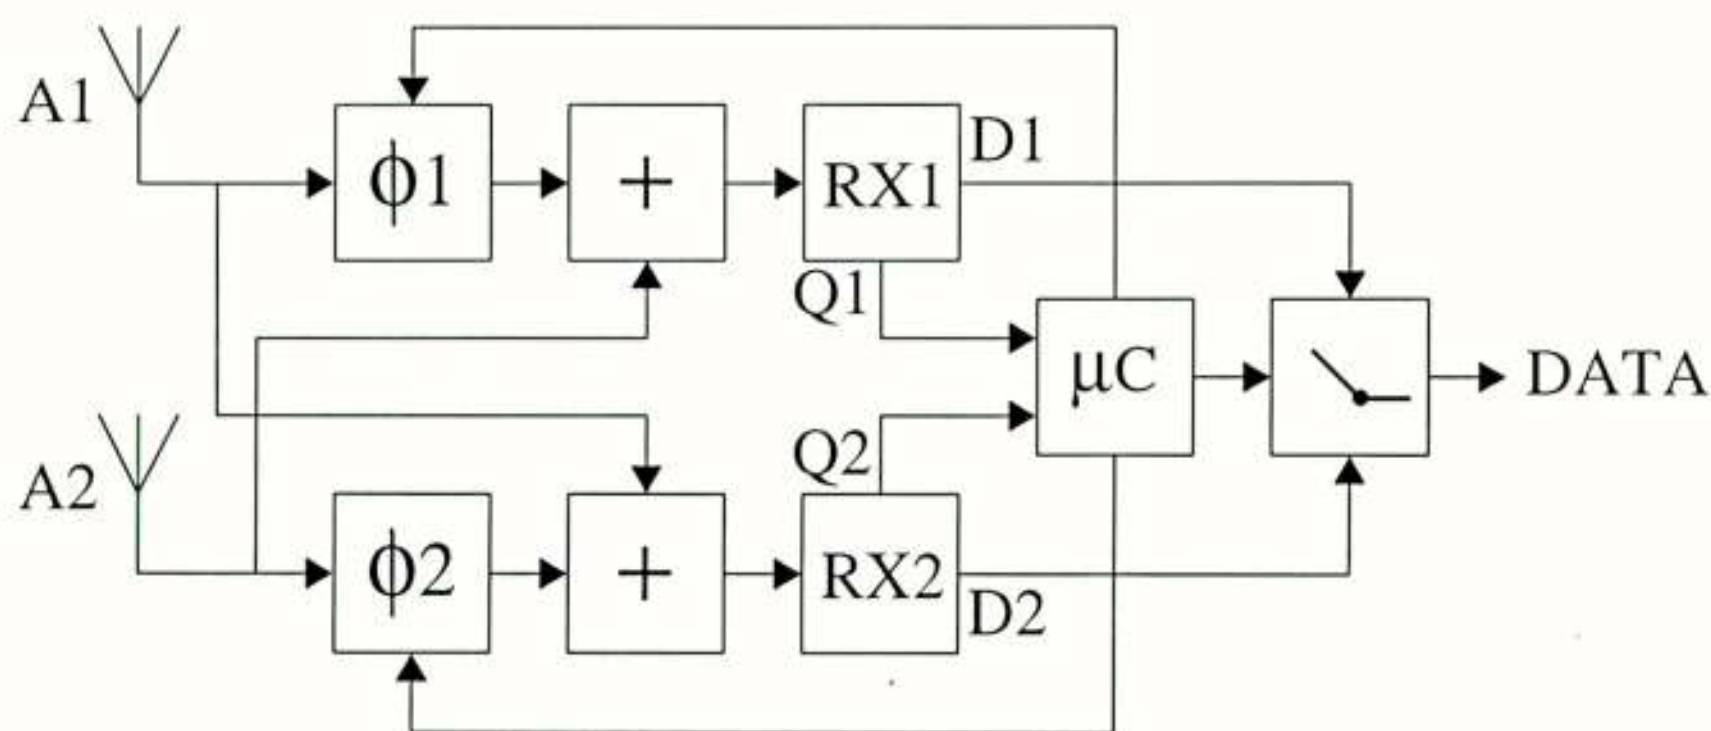 A1
ϕ1
+
RX1
D1
Q1
μC
DATA
A2
ϕ2
+
Q2
RX2
D2